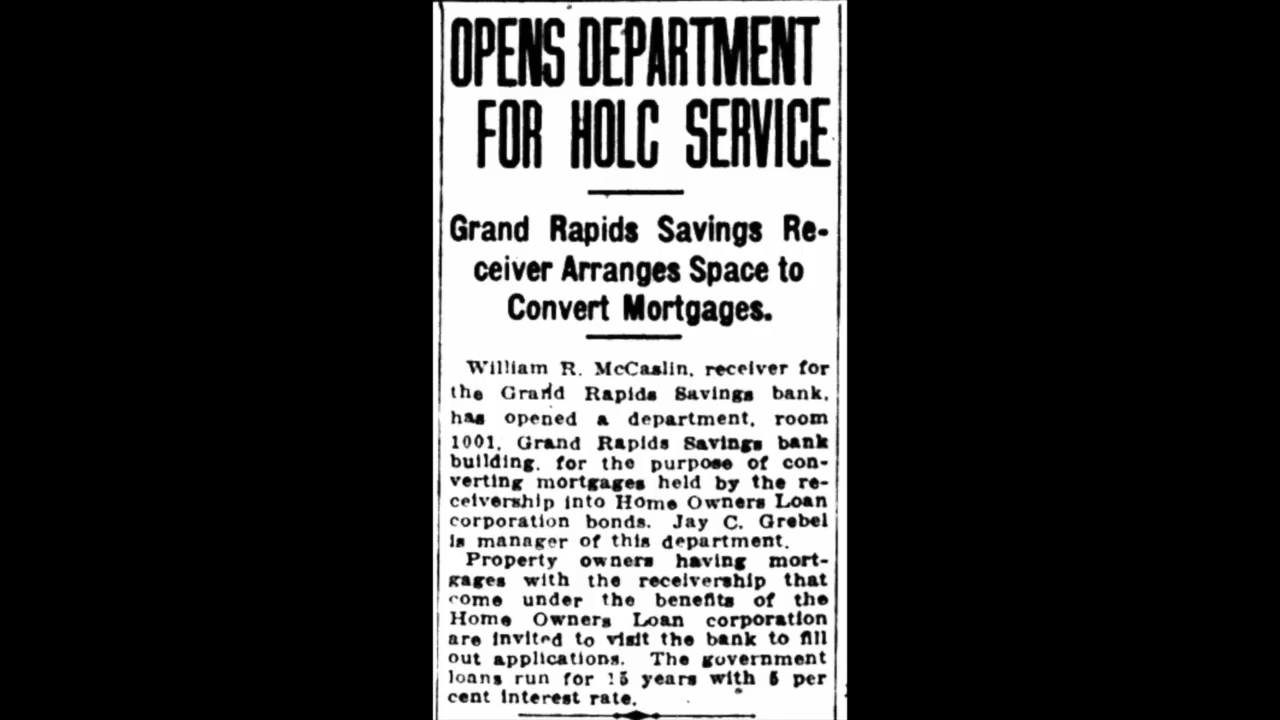 OPENS DEPARTMENT
FOR HOLC SERVICE
Grand Rapids Savings Re-
ceiver Arranges Space to
Convert Mortgages.
William R. McCaslin, receiver for
the Grand Rapids Savings bank,
has opened a department, room
1001, Grand Rapids Savings bank
building, for the purpose of con-
verting mortgages held by the re-
ceivership into Home Owners Loan
corporation bonds. Jay C. Grebel
is manager of this department.
Property owners having mort-
gages with the receivership that
come under the benefits of the
Home Owners Loan corporation
are invited to visit the bank to fill
out applications. The government
loans run for 15 years with 5 per
cent interest rate.